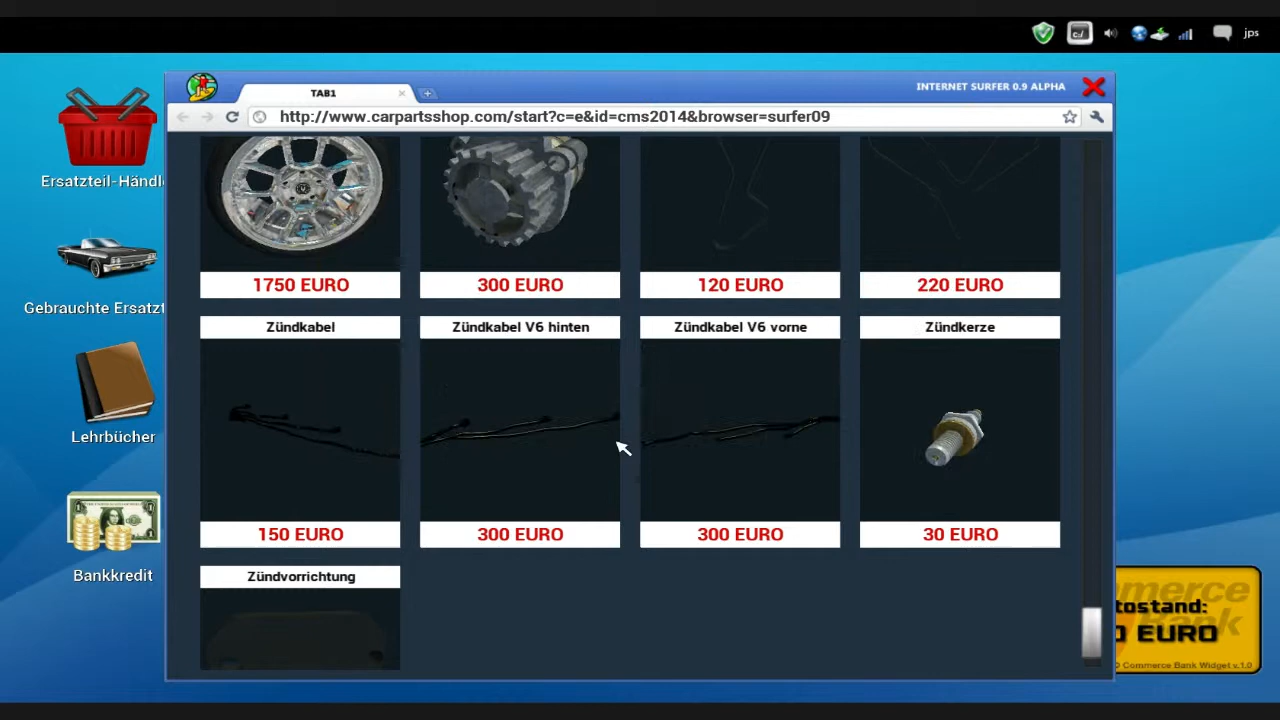 jps
TAB1
INTERNET SURFER 0.9 ALPHA
http://www.carpartsshop.com/start?c=e&id=cms2014&browser=surfer09
Ersatzteil-Händl
Gebrauchte Ersatzt
Lehrbücher
Bankkredit
1750 EURO
300 EURO
120 EURO
220 EURO
Zündkabel
Zündkabel V6 hinten
Zündkabel V6 vorne
Zündkerze
150 EURO
300 EURO
300 EURO
30 EURO
Zündvorrichtung
tostand:
EURO
Commerce Bank Widget v.1.0